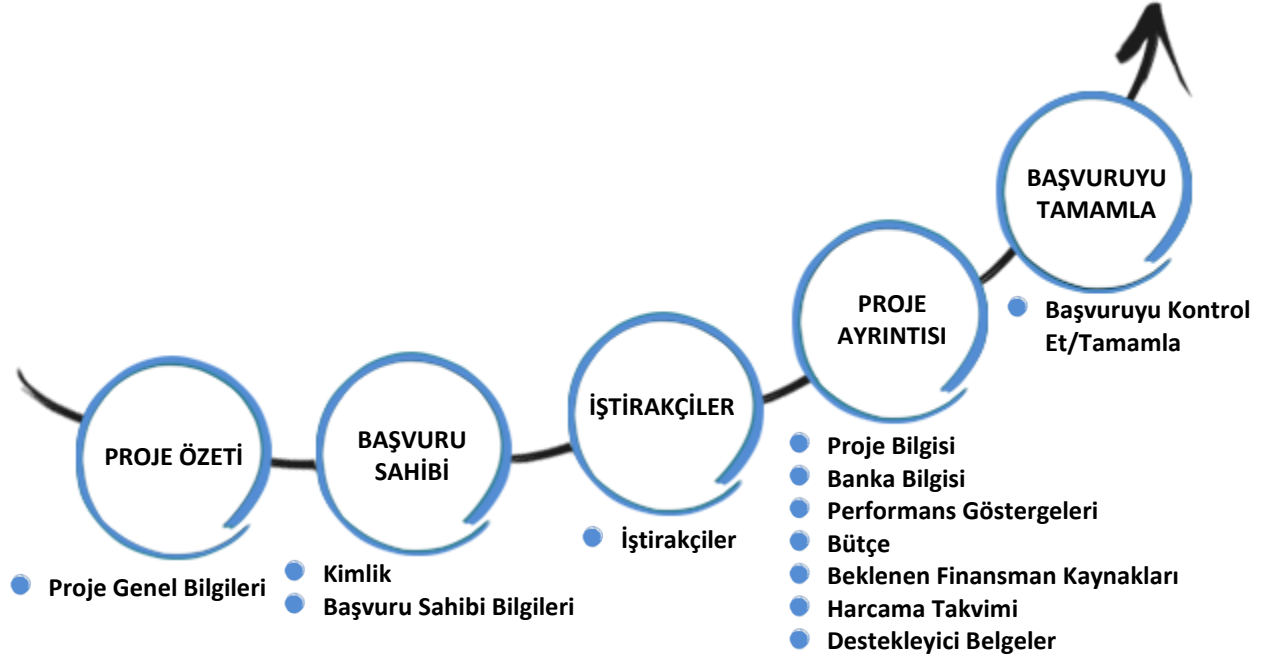 PROJE ÖZETİ
Proje Genel Bilgileri
BAŞVURU
SAHİBİ
Kimlik
Başvuru Sahibi Bilgileri
İŞTİRAKÇİLER
İştirakçiler
PROJE
AYRINTISI
Proje Bilgisi
Banka Bilgisi
Performans Göstergeleri
Bütçe
Beklenen Finansman Kaynakları
Harcama Takvimi
Destekleyici Belgeler
BAŞVURUYU
TAMAMLA
Başvuruyu Kontrol
Et/Tamamla